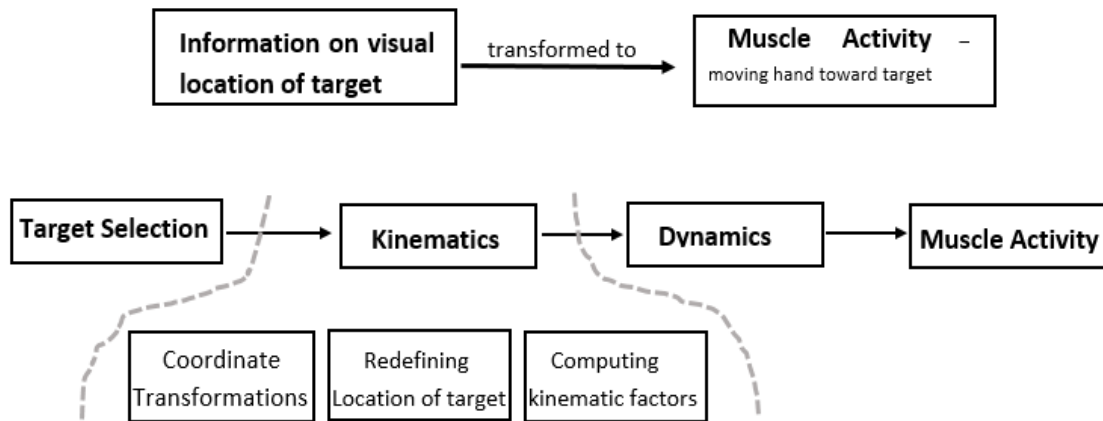 Information on visual
location of target
transformed to
Muscle Activity –
moving hand toward target
Target Selection
Kinematics
Dynamics
Muscle Activity
Coordinate
Transformations
Redefining
Location of target
Computing
kinematic factors